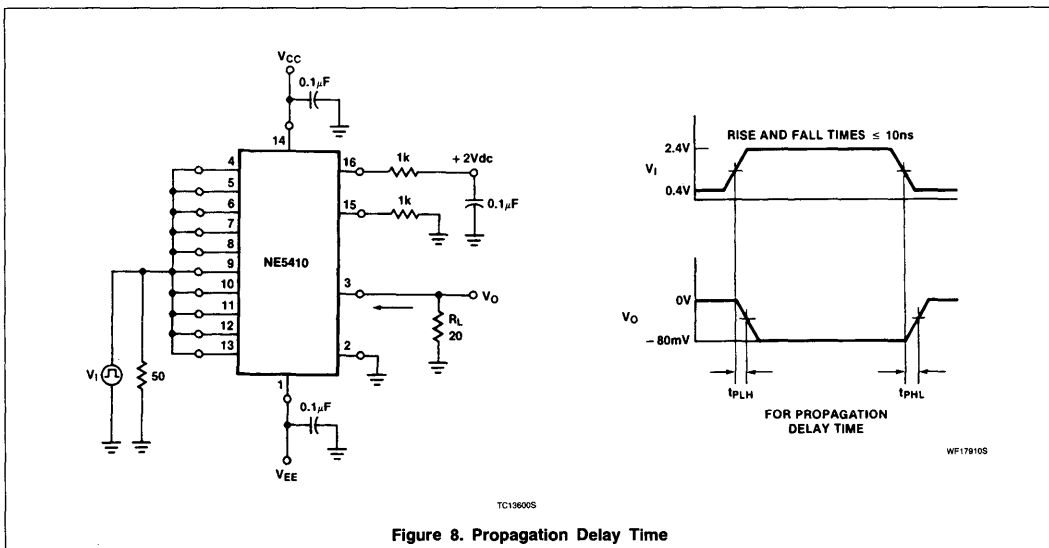 VCC
0.1μF
14
4
5
6
7
8
9
10
11
12
13
NE5410
16
1k
+ 2Vdc
0.1μF
15
1k
3
VO
RL
20
2
VI
50
1
0.1μF
VEE
TC13600S
RISE AND FALL TIMES ≤ 10ns
2.4V
VI
0.4V
0V
VO
−80mV
tPLH
tPHL
FOR PROPAGATION
DELAY TIME
WF17910S
Figure 8. Propagation Delay Time